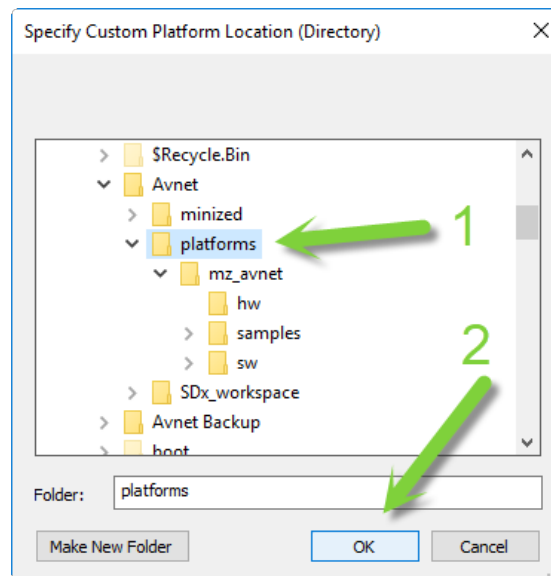 Specify Custom Platform Location (Directory)
$Recycle.Bin
Avnet
minized
platforms
1
mz_avnet
hw
samples
2
sw
SDx_workspace
Avnet Backup
boot
Folder: platforms
Make New Folder OK Cancel